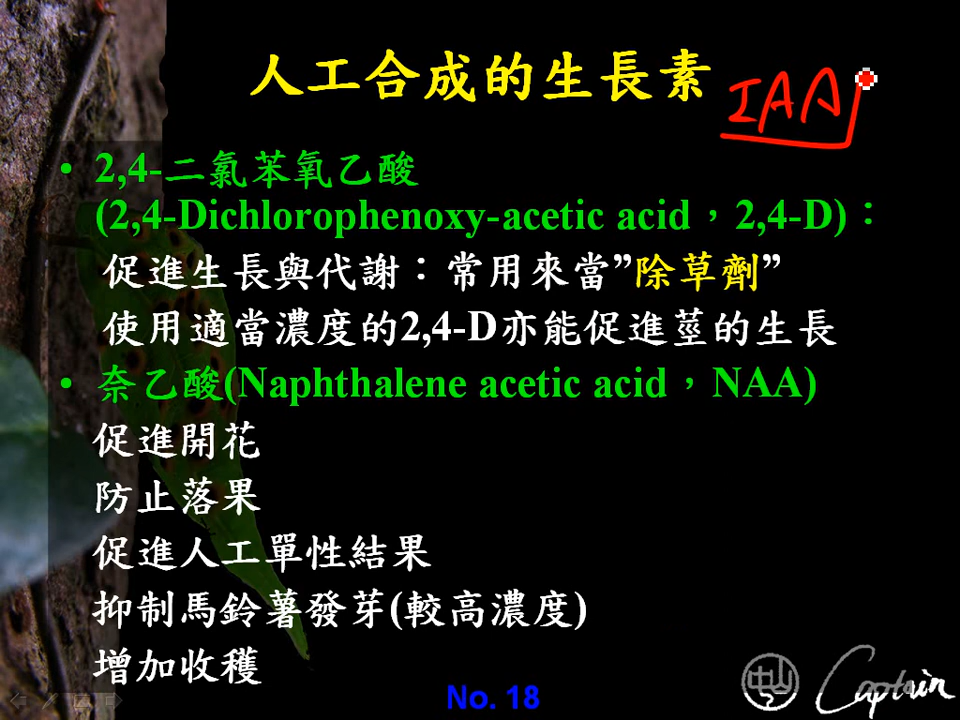 人工合成的生長素
IAA
• 2,4-二氯苯氧乙酸
(2,4-Dichlorophenoxy-acetic acid，2,4-D)：
促進生長與代謝：常用來當”除草劑”
使用適當濃度的2,4-D亦能促進莖的生長
• 奈乙酸(Naphthalene acetic acid，NAA)
促進開花
防止落果
促進人工單性結果
抑制馬鈴薯發芽(較高濃度)
增加收穫
No. 18
Captain